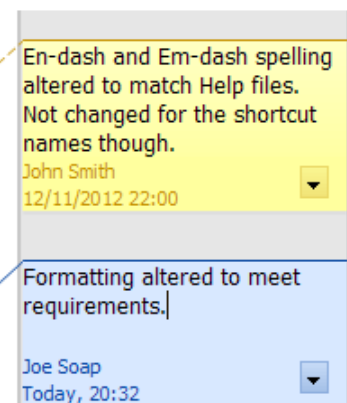 En-dash and Em-dash spelling
altered to match Help files.
Not changed for the shortcut
names though.
John Smith
12/11/2012 22:00
Formatting altered to meet
requirements.
Joe Soap
Today, 20:32